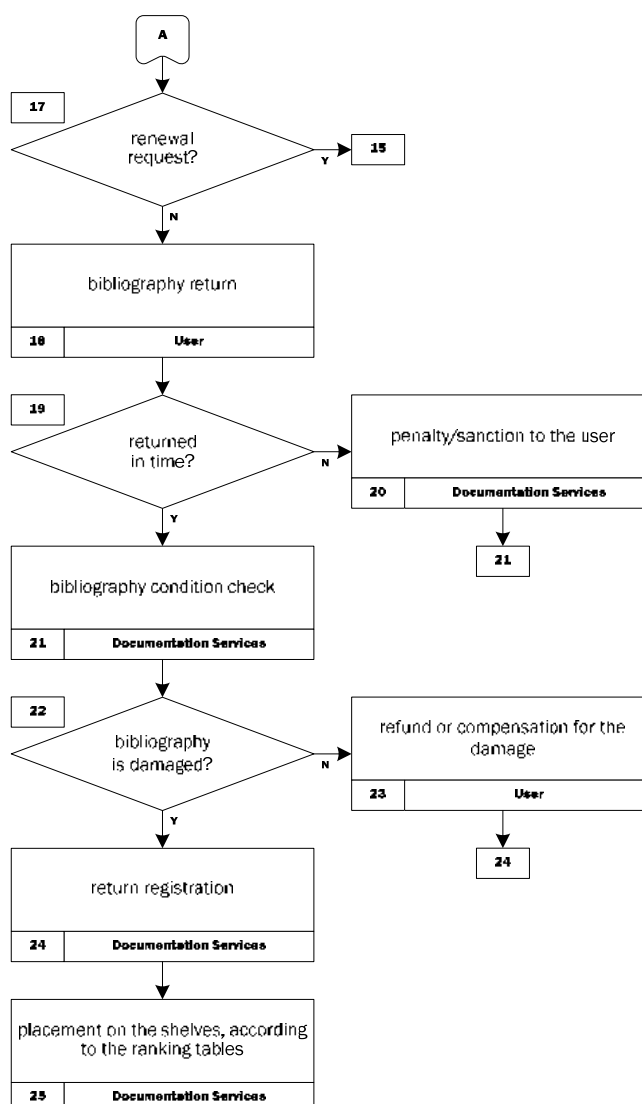 A
17
renewal
request?
Y
15
N
bibliography return
18 User
19
returned
in time?
N
penalty/sanction to the user
20 Documentation Services
21
Y
bibliography condition check
21 Documentation Services
22
bibliography
is damaged?
N
refund or compensation for the
damage
23 User
24
Y
return registration
24 Documentation Services
placement on the shelves, according
to the ranking tables
25 Documentation Services